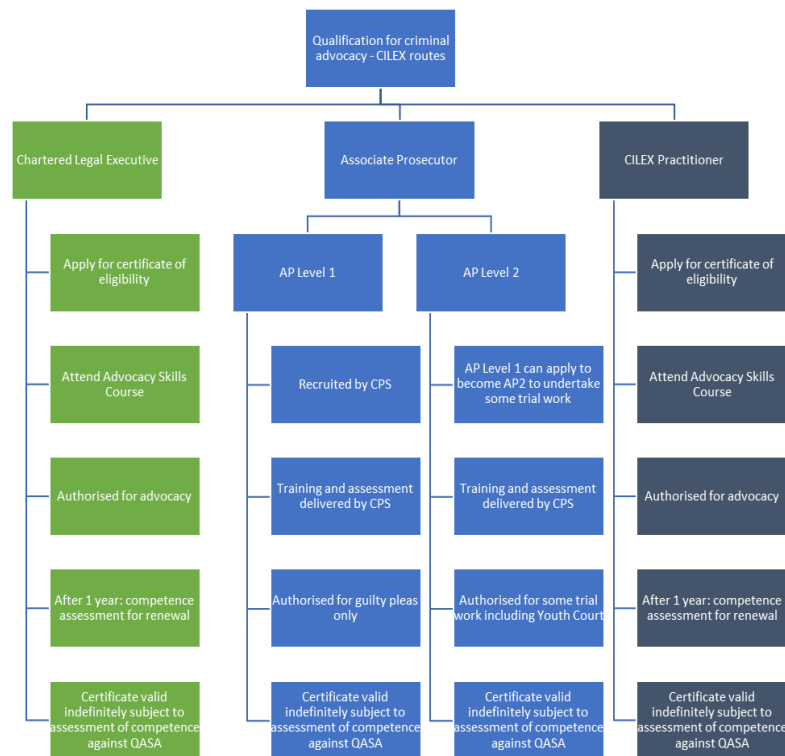 Qualification for criminal
advocacy - CILEX routes
Chartered Legal Executive
Associate Prosecutor
CILEX Practitioner
Apply for certificate of
eligibility
Attend Advocacy Skills
Course
Authorised for advocacy
After 1 year: competence
assessment for renewal
Certificate valid
indefinitely subject to
assessment of competence
against QASA
AP Level 1
Recruited by CPS
Training and assessment
delivered by CPS
Authorised for guilty pleas
only
Certificate valid
indefinitely subject to
assessment of competence
against QASA
AP Level 2
AP Level 1 can apply to
become AP2 to undertake
some trial work
Training and assessment
delivered by CPS
Authorised for some trial
work including Youth Court
Certificate valid
indefinitely subject to
assessment of competence
against QASA
Apply for certificate of
eligibility
Attend Advocacy Skills
Course
Authorised for advocacy
After 1 year: competence
assessment for renewal
Certificate valid
indefinitely subject to
assessment of competence
against QASA